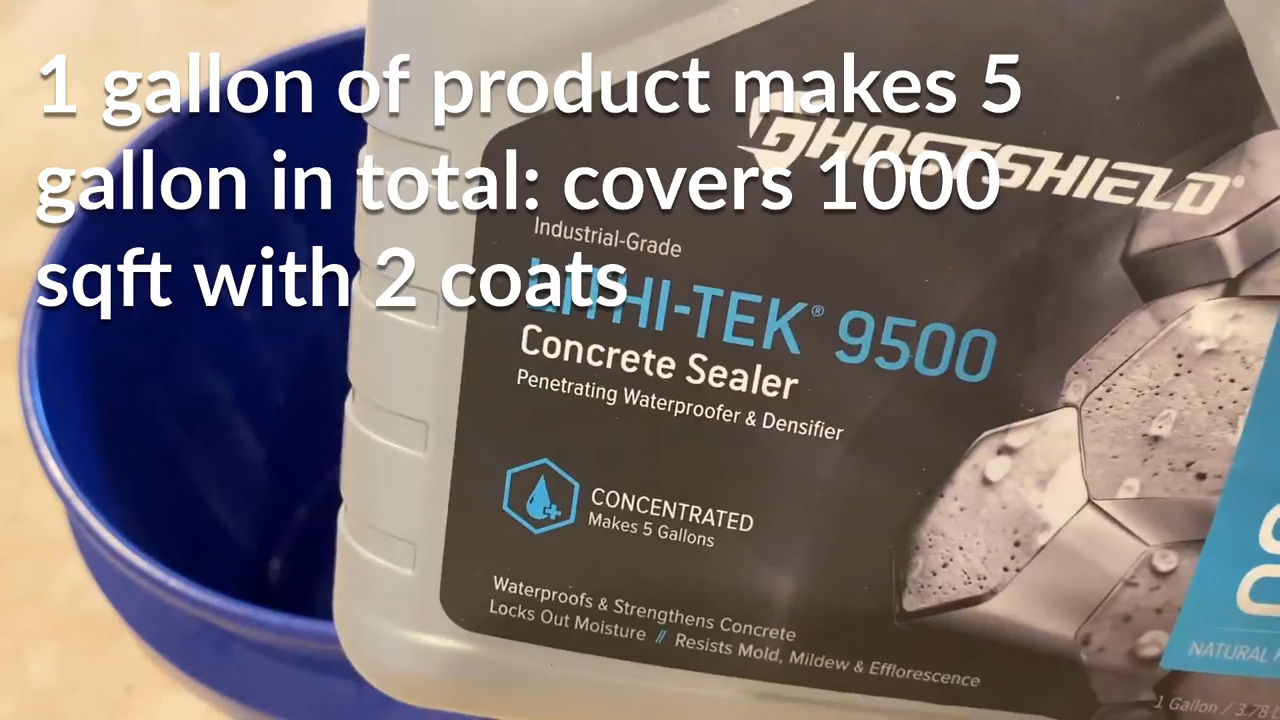 1 gallon of product makes 5
gallon in total: covers 1000
sqft with 2 coats
GHOSTSHIELD®
Industrial-Grade
LITHI-TEK® 9500
Concrete Sealer
Penetrating Waterproofer & Densifier
CONCENTRATED
Makes 5 Gallons
Waterproofs & Strengthens Concrete
Locks Out Moisture // Resists Mold, Mildew & Efflorescence
NATURAL
1 Gallon / 3.78